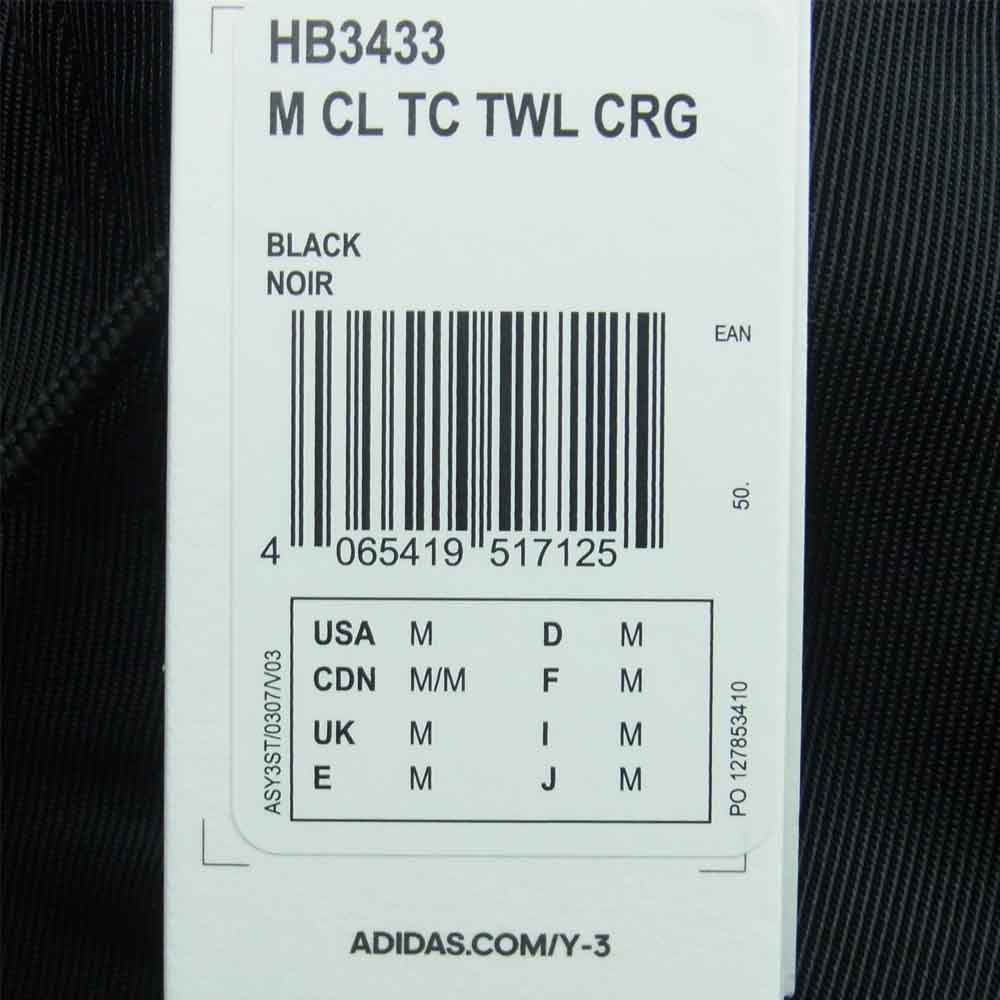 HB3433
M CL TC TWL CRG
BLACK
NOIR
EAN
50.
4 065419 517125
USA M D M
CDN M/M F M
UK M I M
E M J M
ASY3ST/0307/V03
PO 127853410
ADIDAS.COM/Y-3